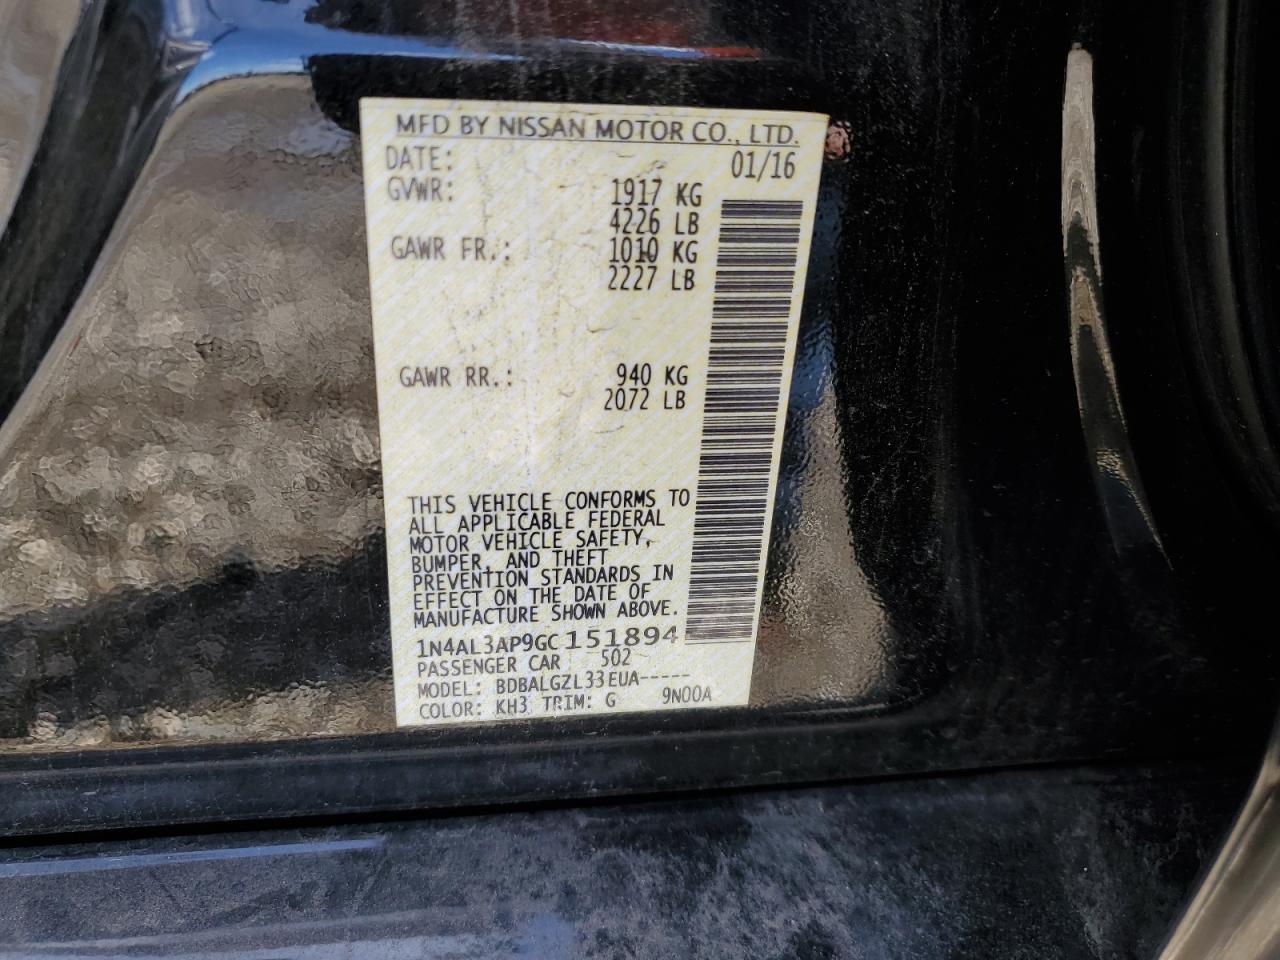 MFD BY NISSAN MOTOR CO., LTD.
DATE: 01/16
GVWR: 1917 KG
4226 LB
GAWR FR.: 1010 KG
2227 LB
GAWR RR.: 940 KG
2072 LB
THIS VEHICLE CONFORMS TO
ALL APPLICABLE FEDERAL
MOTOR VEHICLE SAFETY,
BUMPER, AND THEFT
PREVENTION STANDARDS IN
EFFECT ON THE DATE OF
MANUFACTURE SHOWN ABOVE.
1N4AL3AP9GC151894
PASSENGER CAR 502
MODEL: BDBALGZL33EUA-----
COLOR: KH3 TRIM: G 9N00A